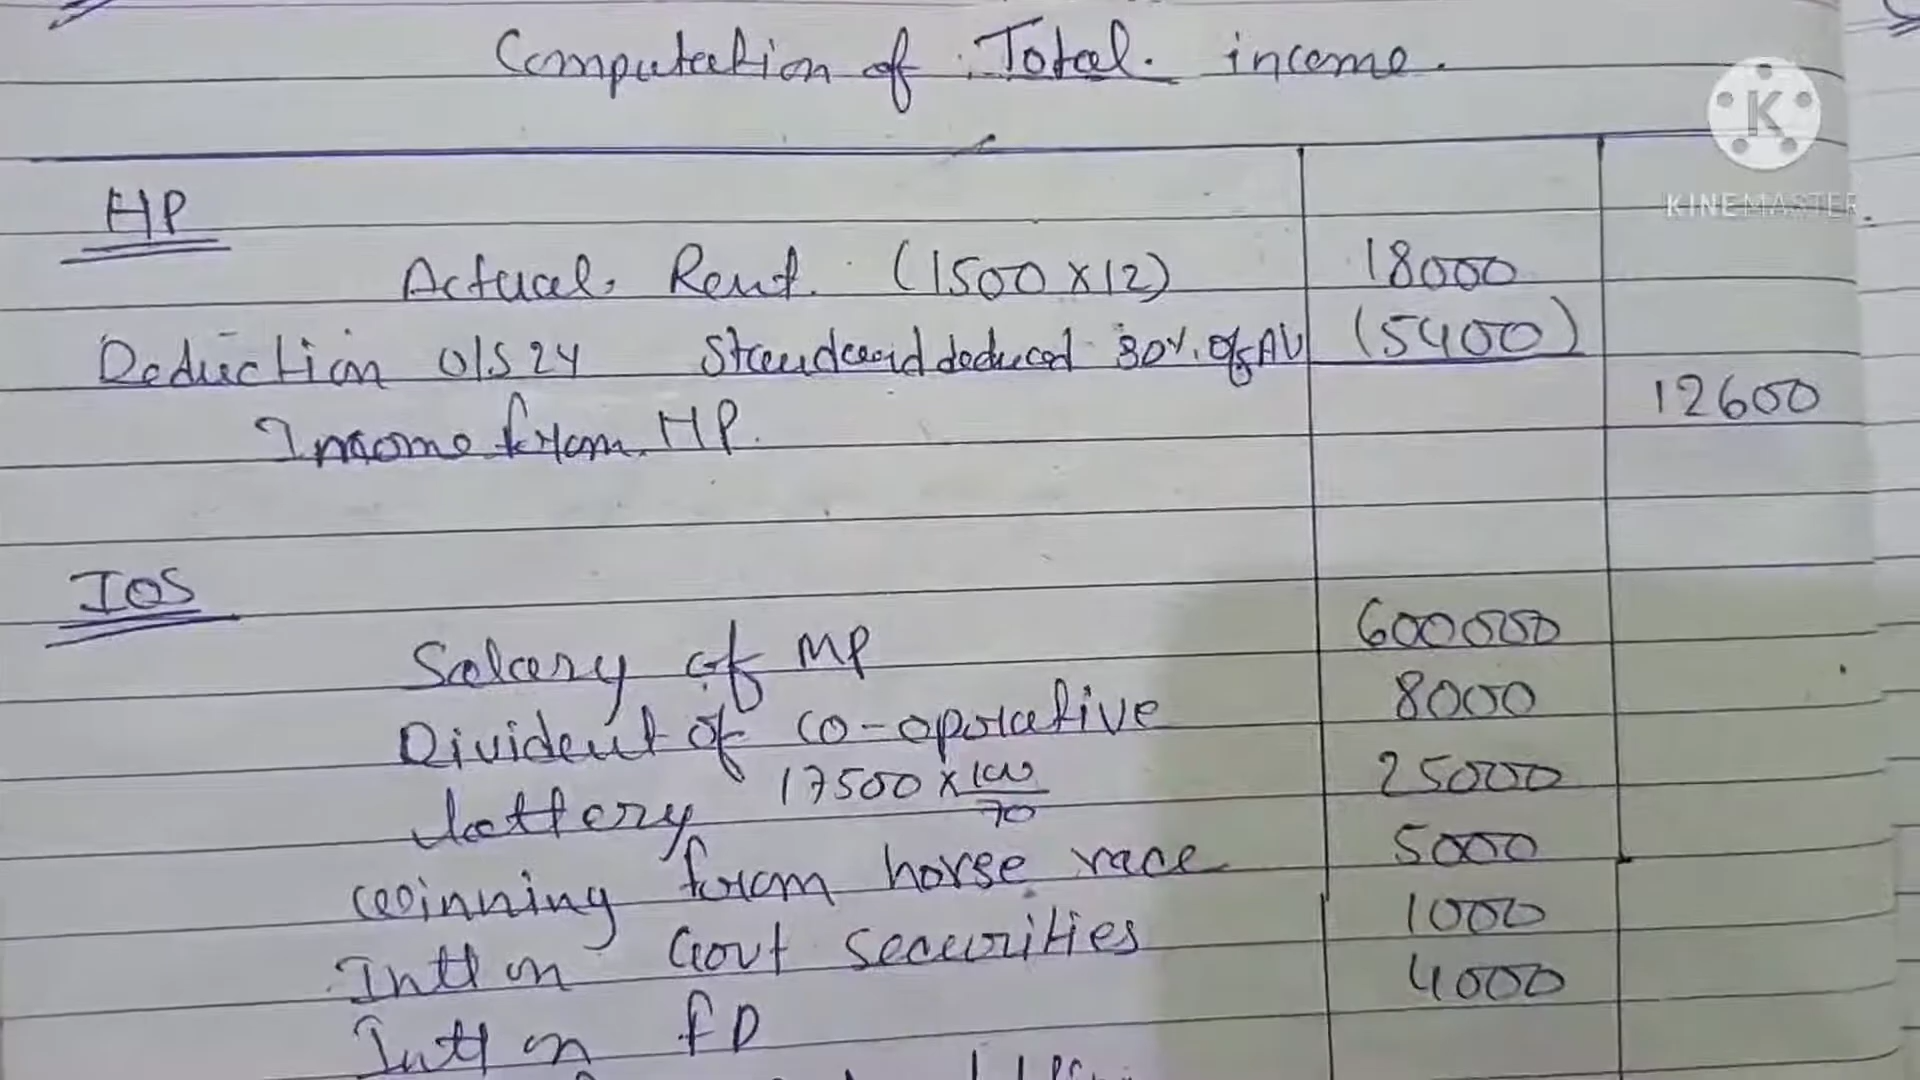 Computation of Total income.
K
KINEMASTER
HP
Actual Rent. (1500 x 12) 18000
Deduction U/S 24 Standard deduced 30%. of AV (5400)
Income from HP. 12600
IOS
Salary of MP 600000
Divident of co-oporative 8000
Lottery 17500 x 100/70 25000
winning from horse race 5000
Intt on Govt securities 1000
Intt on FD 4000